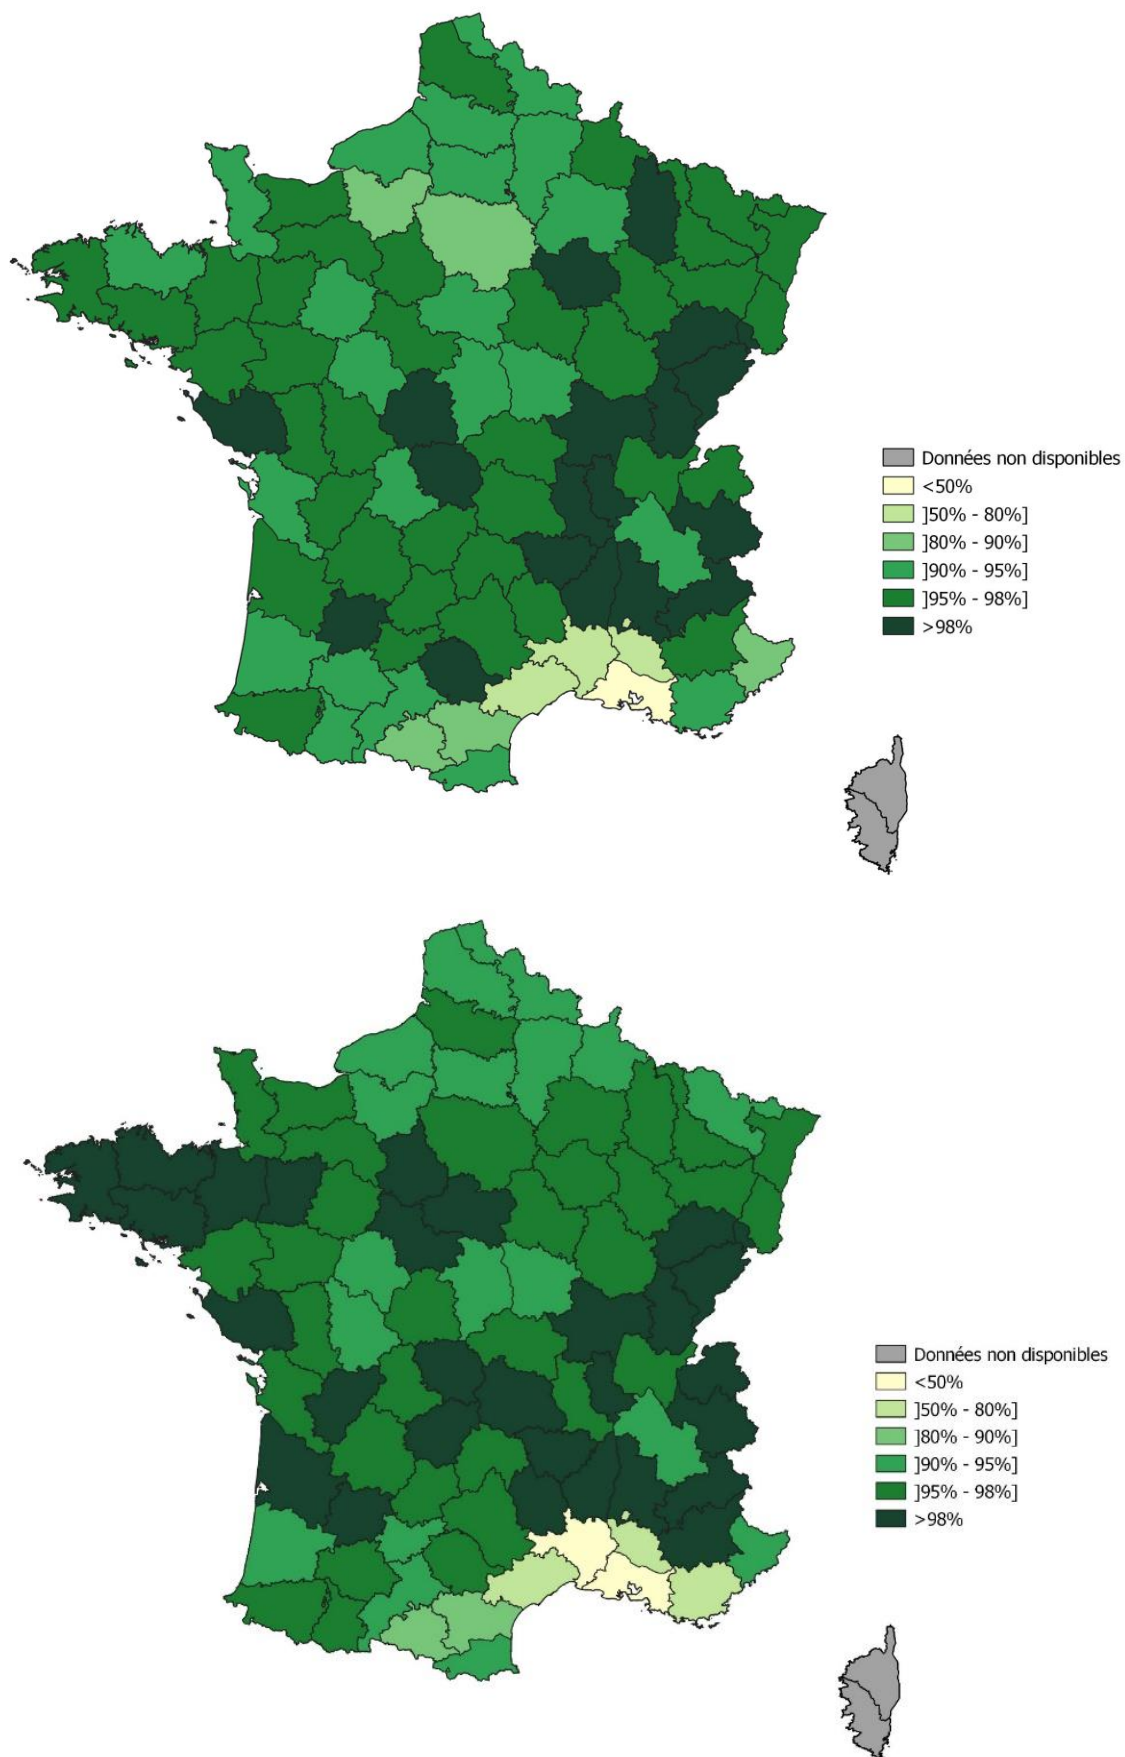 Données non disponibles
<50%
]50% - 80%]
]80% - 90%]
]90% - 95%]
]95% - 98%]
>98%
Données non disponibles
<50%
]50% - 80%]
]80% - 90%]
]90% - 95%]
]95% - 98%]
>98%